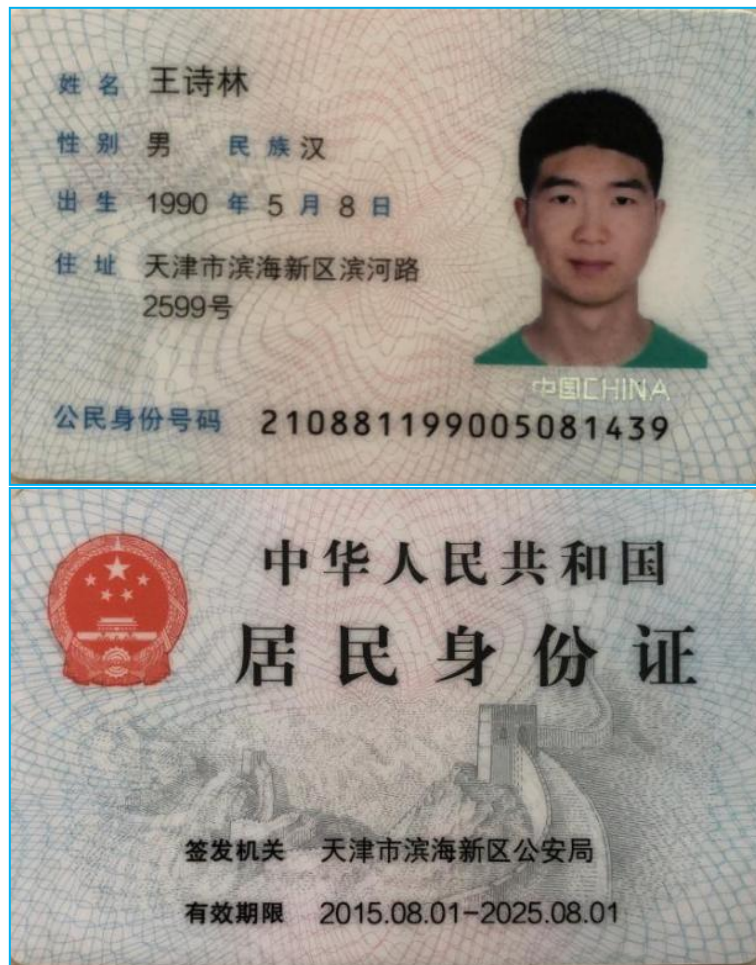 姓名 王诗林
性别 男 民族 汉
出生 1990 年 5 月 8 日
住址 天津市滨海新区滨河路
2599号
中国CHINA
公民身份号码 210881199005081439
中华人民共和国
居民身份证
签发机关 天津市滨海新区公安局
有效期限 2015.08.01-2025.08.01